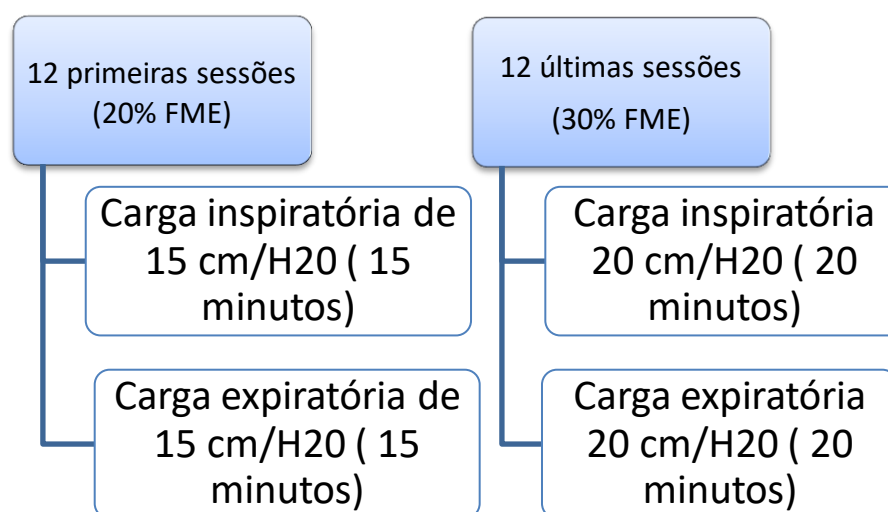 12 primeiras sessões
(20% FME)
Carga inspiratória de
15 cm/H20 ( 15
minutos)
Carga expiratória de
15 cm/H20 ( 15
minutos)
12 últimas sessões
(30% FME)
Carga inspiratória
20 cm/H20 ( 20
minutos)
Carga expiratória
20 cm/H20 ( 20
minutos)